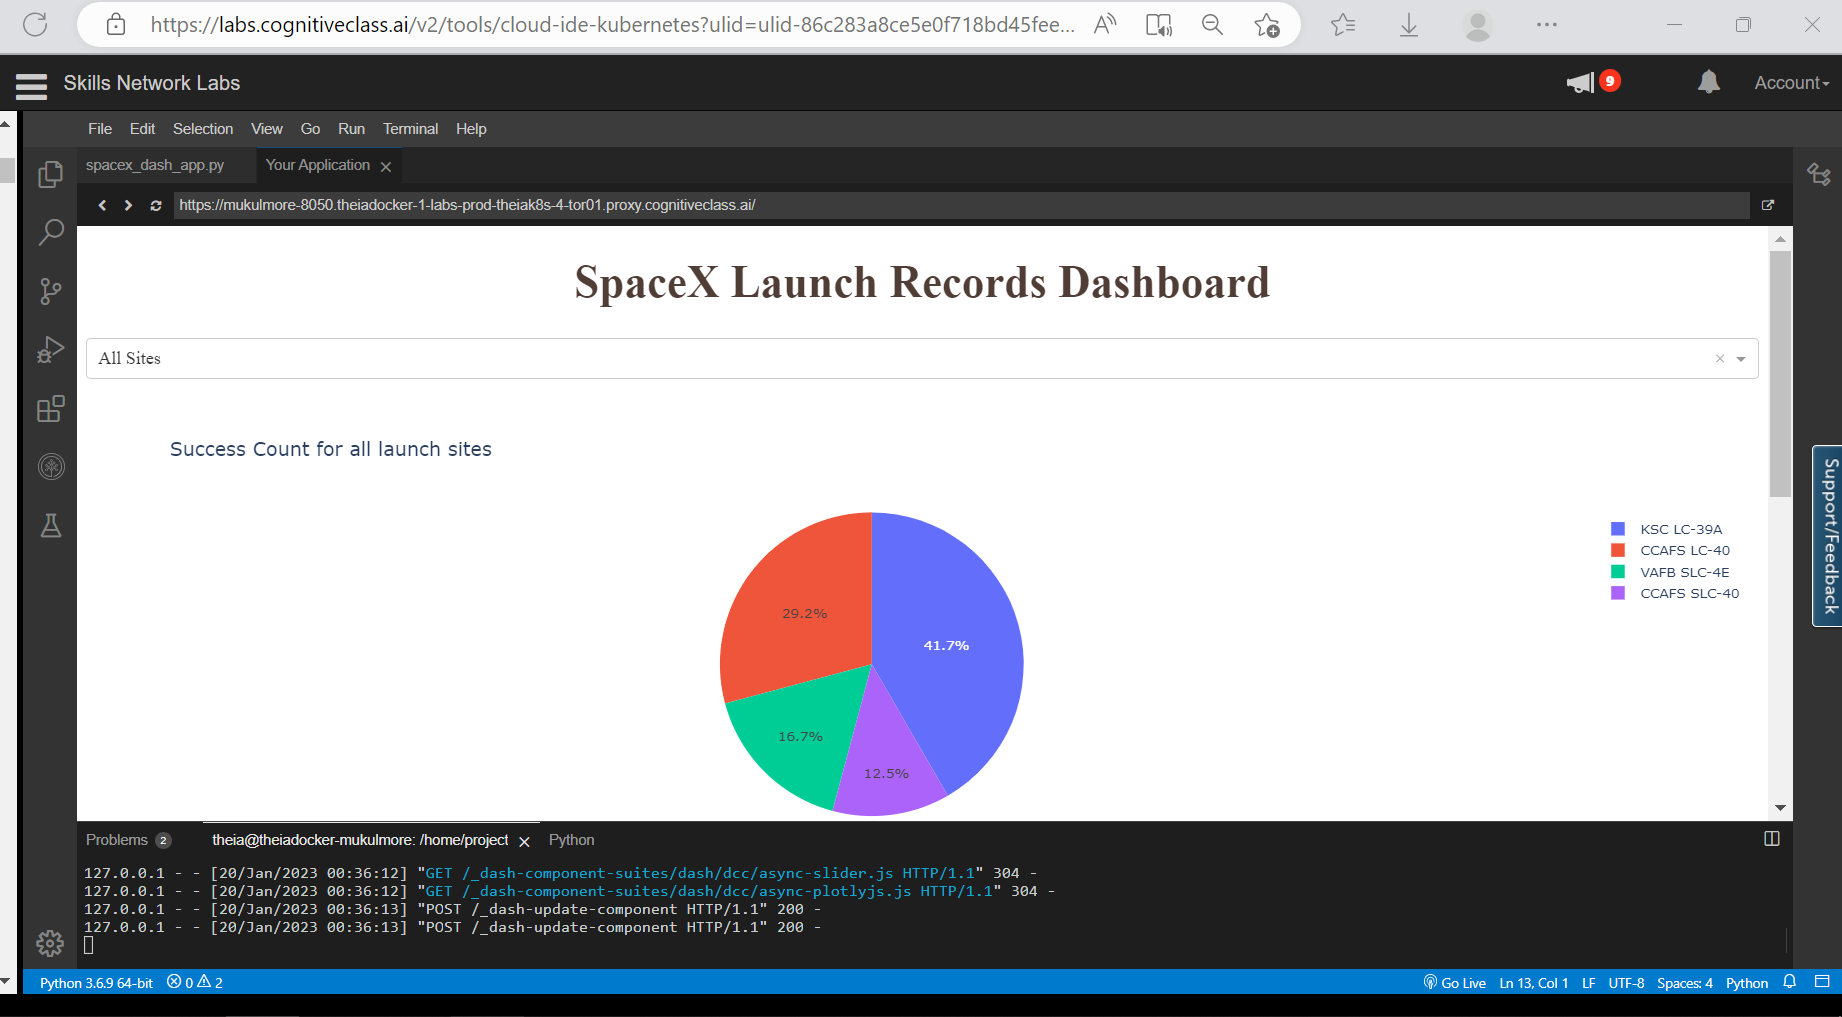 https://labs.cognitiveclass.ai/v2/tools/cloud-ide-kubernetes?ulid=ulid-86c283a8ce5e0f718bd45fee...
Skills Network Labs
9
Account
File Edit Selection View Go Run Terminal Help
spacex_dash_app.py
Your Application
https://mukulmore-8050.theiadocker-1-labs-prod-theiak8s-4-tor01.proxy.cognitiveclass.ai/
SpaceX Launch Records Dashboard
All Sites
Success Count for all launch sites
KSC LC-39A
CCAFS LC-40
VAFB SLC-4E
CCAFS SLC-40
29.2%
41.7%
16.7%
12.5%
Support/Feedback
Problems 2
theia@theiadocker-mukulmore: /home/project
Python
127.0.0.1 - - [20/Jan/2023 00:36:12] "GET /_dash-component-suites/dash/dcc/async-slider.js HTTP/1.1" 304 -
127.0.0.1 - - [20/Jan/2023 00:36:12] "GET /_dash-component-suites/dash/dcc/async-plotlyjs.js HTTP/1.1" 304 -
127.0.0.1 - - [20/Jan/2023 00:36:13] "POST /_dash-update-component HTTP/1.1" 200 -
127.0.0.1 - - [20/Jan/2023 00:36:13] "POST /_dash-update-component HTTP/1.1" 200 -
Python 3.6.9 64-bit 0 2 Go Live Ln 13, Col 1 LF UTF-8 Spaces: 4 Python